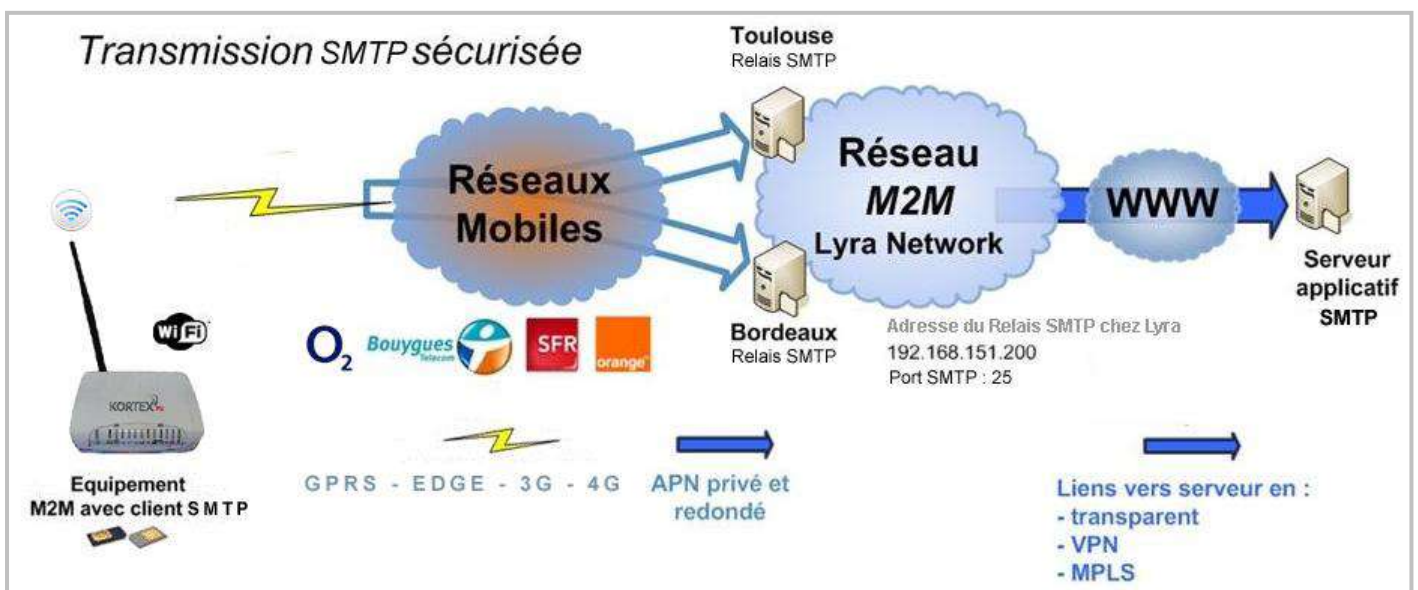 Transmission SMTP sécurisée
Toulouse
Relais SMTP
Réseaux
Mobiles
Réseau
M2M
Lyra Network
WWW
Serveur
applicatif
SMTP
Bordeaux
Relais SMTP
Adresse du Relais SMTP chez Lyra
192.168.151.200
Port SMTP : 25
WiFi
O2
Bouygues
Telecom
SFR
orange
KORTEX
Equipement
M2M avec client SMTP
GPRS - EDGE - 3G - 4G
APN privé et
redondé
Liens vers serveur en :
- transparent
- VPN
- MPLS